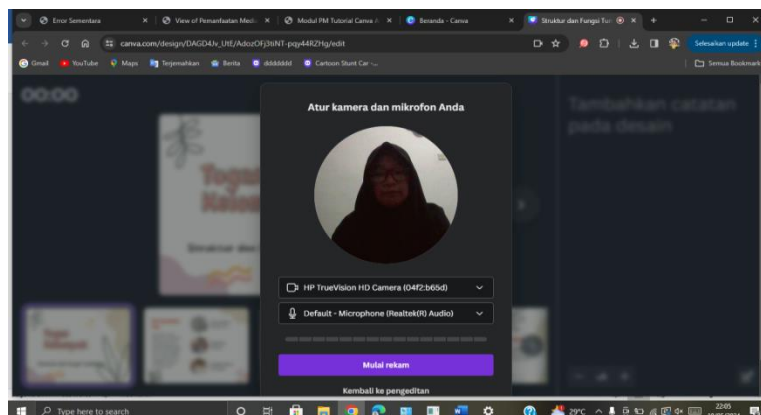 Error Sementara
View of Pemanfaatan Medi
Modul PM Tutorial Canva
Beranda - Canva
Struktur dan Fungsi Tu
canva.com/design/DAGD4Jv_UtE/AdozOFj3tiNT-pqy44RZHg/edit
Selesaikan update
Gmail
YouTube
Maps
Terjemahkan
Berita
dddddddd
Cartoon Stunt Car -...
Semua Bookmark
00:00
Atur kamera dan mikrofon Anda
Tambahkan catatan
pada desain
HP TrueVision HD Camera (04f2:b65d)
Default - Microphone (Realtek(R) Audio)
Mulai rekam
Kembali ke pengeditan
Type here to search
29°C
22:05